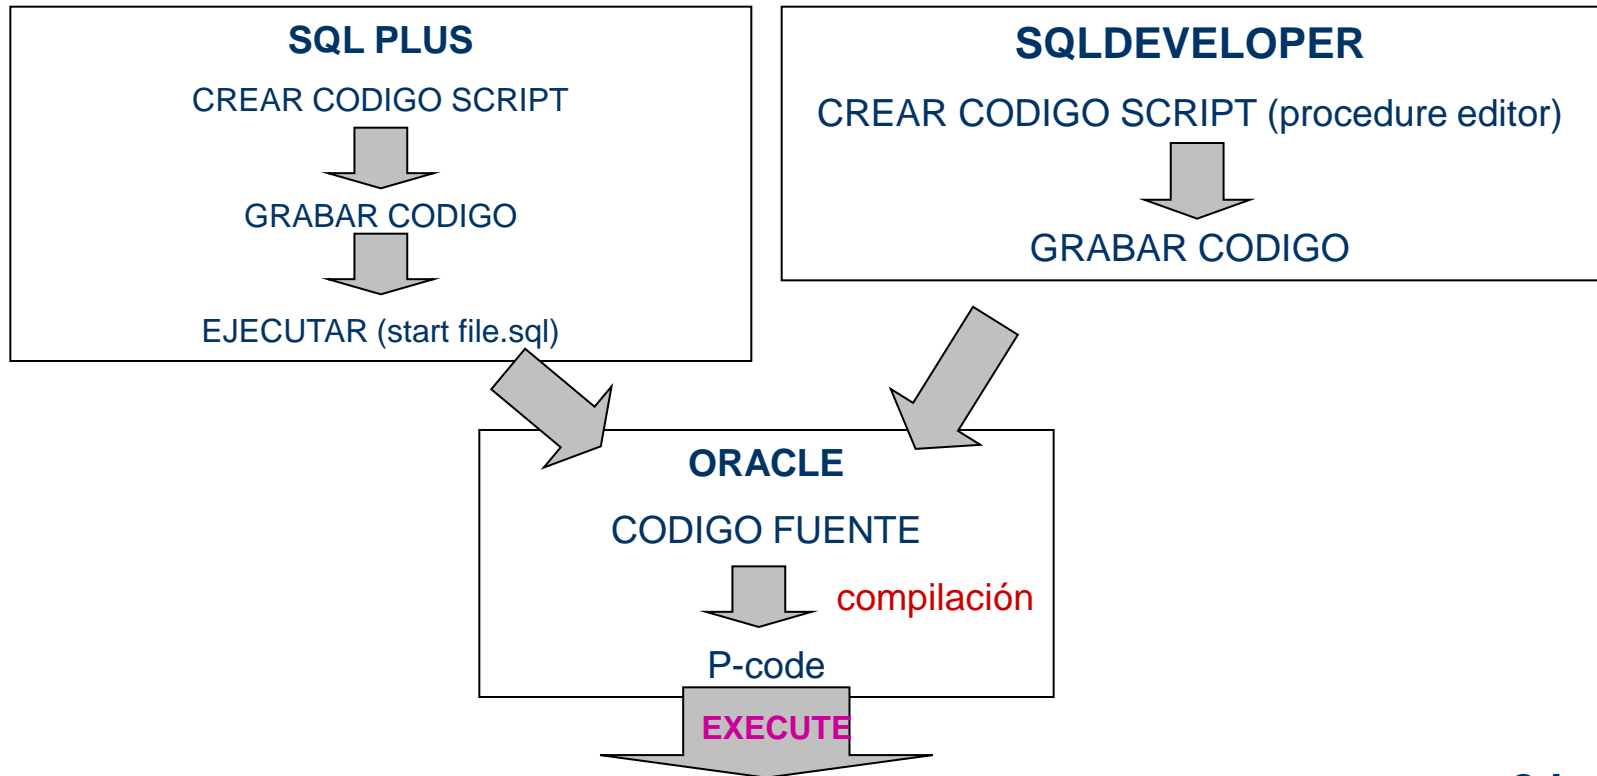 SQL PLUS
CREAR CODIGO SCRIPT
GRABAR CODIGO
EJECUTAR (start file.sql)
SQLDEVELOPER
CREAR CODIGO SCRIPT (procedure editor)
GRABAR CODIGO
ORACLE
CODIGO FUENTE
compilación
P-code
EXECUTE